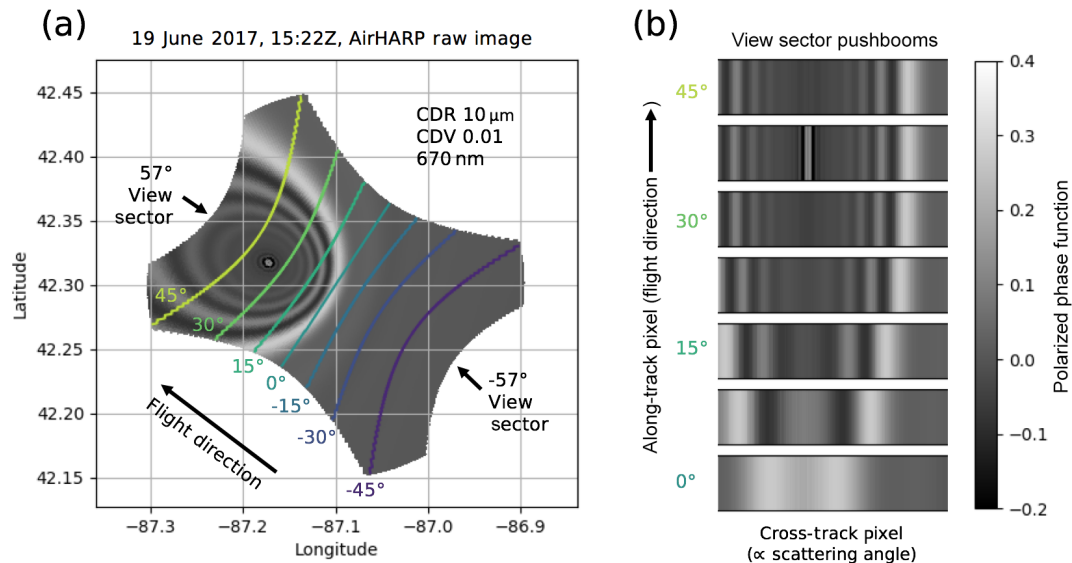 (a)
19 June 2017, 15:22Z, AirHARP raw image
42.45
42.40
42.35
42.30
42.25
42.20
42.15
Latitude
−87.3
−87.2
−87.1
−87.0
−86.9
Longitude
CDR 10 μm
CDV 0.01
670 nm
57°
View
sector
45°
30°
15°
0°
-15°
-30°
-45°
-57°
View
sector
Flight direction
(b)
View sector pushbooms
45°
30°
15°
0°
Along-track pixel (flight direction)
Cross-track pixel
(∝ scattering angle)
0.4
0.3
0.2
0.1
0.0
−0.1
−0.2
Polarized phase function